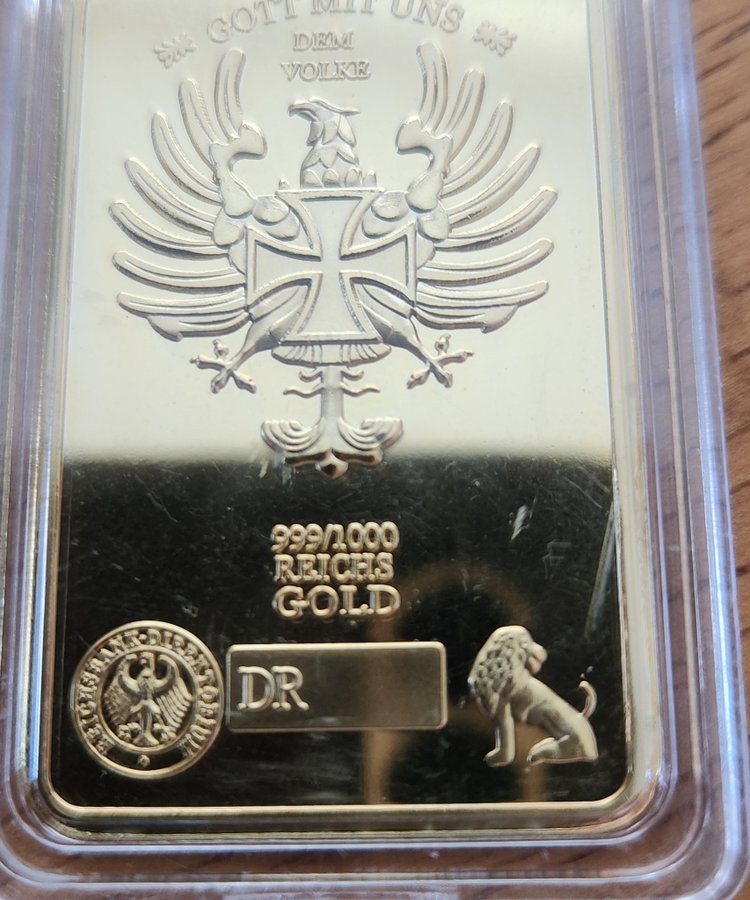 GOTT MIT UNS
DEM
VOLKE
999/1000
REICHS
GOLD
REICHSBANK·DIREKTORIUM
DR